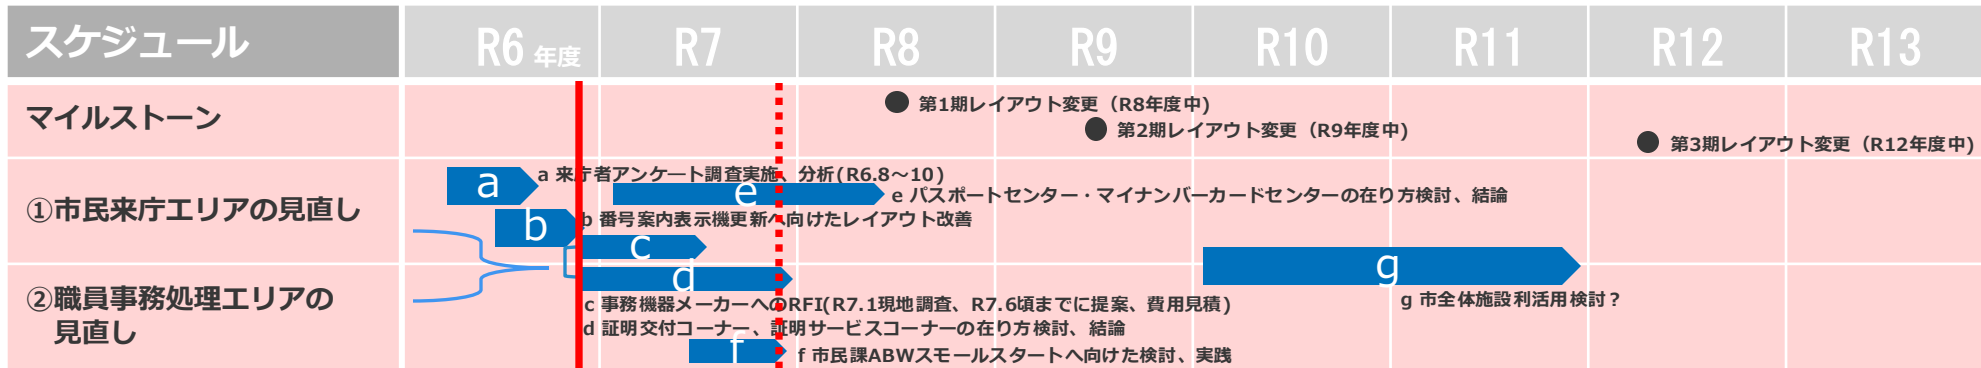 スケジュール
R6 年度
R7
R8
R9
R10
R11
R12
R13
マイルストーン
第1期レイアウト変更（R8年度中)
第2期レイアウト変更（R9年度中)
第3期レイアウト変更（R12年度中)
①市民来庁エリアの見直し
a
a 来庁者アンケート調査実施、分析(R6.8～10)
e
e パスポートセンター・マイナンバーカードセンターの在り方検討、結論
b
b 番号案内表示機更新へ向けたレイアウト改善
c
d
g
②職員事務処理エリアの
見直し
c 事務機器メーカーへのRFI(R7.1現地調査、R7.6頃までに提案、費用見積)
g 市全体施設利活用検討？
d 証明交付コーナー、証明サービスコーナーの在り方検討、結論
f
f 市民課ABWスモールスタートへ向けた検討、実践